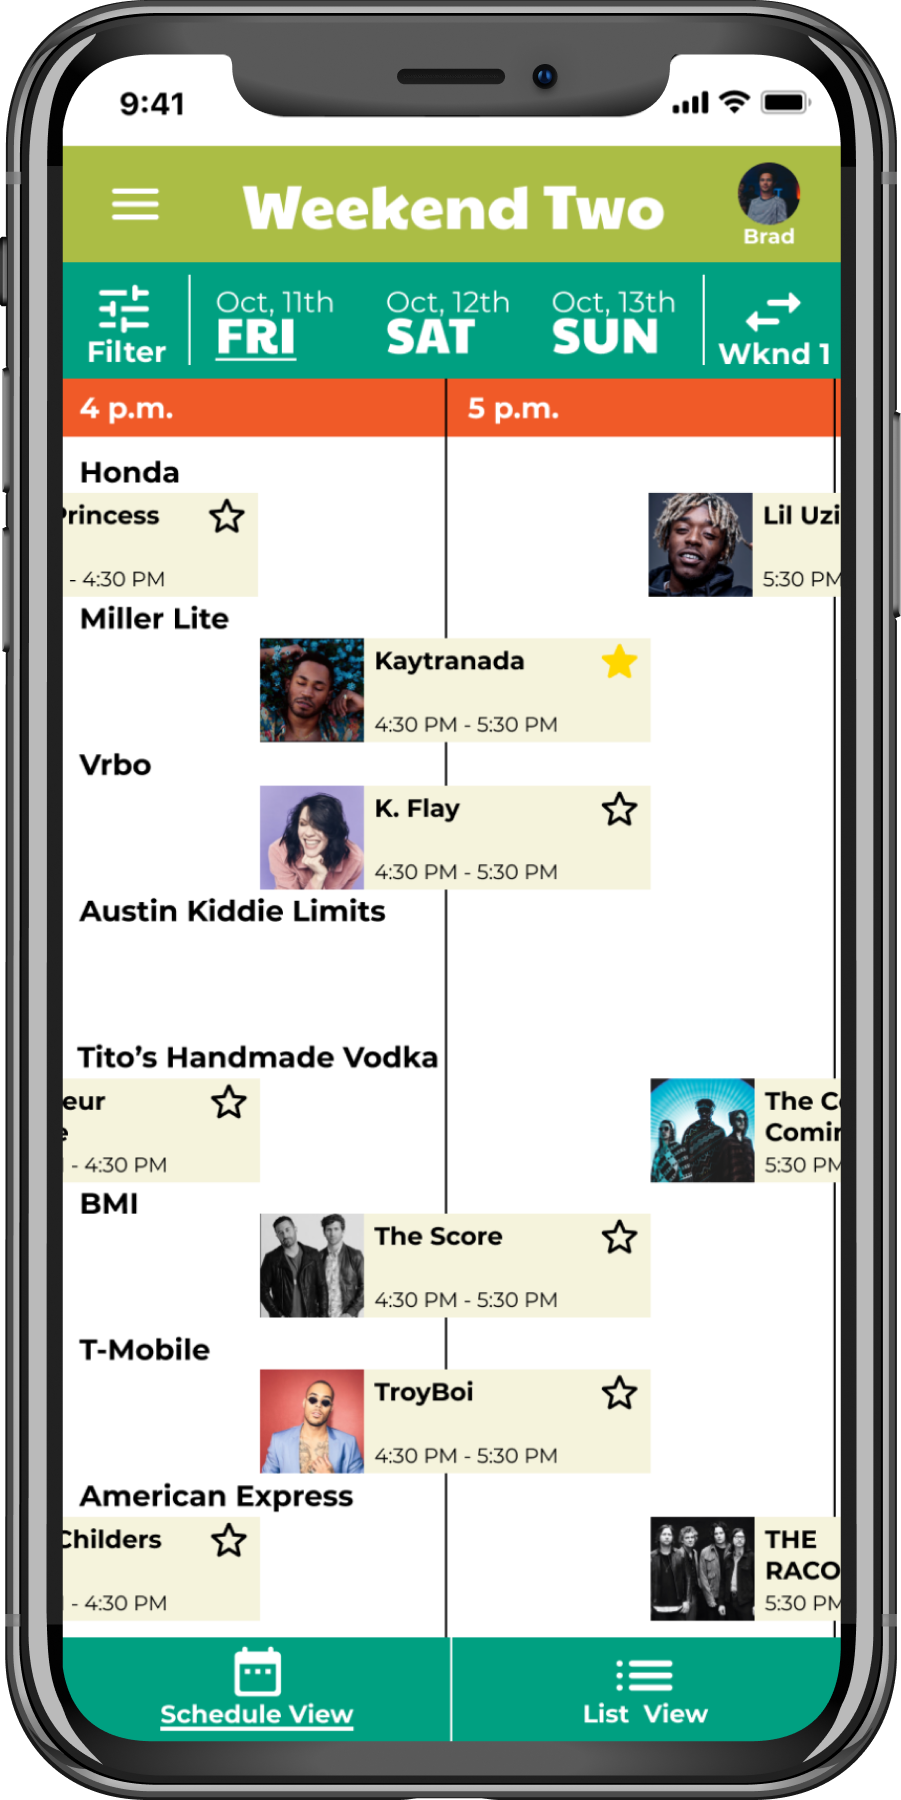 9:41
Weekend Two
Brad
Filter
Oct, 11th
FRI
Oct, 12th
SAT
Oct, 13th
SUN
Wknd 1
4 p.m.
5 p.m.
Honda
Princess
- 4:30 PM
Lil Uzi
5:30 PM
Miller Lite
Kaytranada
4:30 PM - 5:30 PM
Vrbo
K. Flay
4:30 PM - 5:30 PM
Austin Kiddie Limits
Tito’s Handmade Vodka
eur
- 4:30 PM
The
5:30 PM
BMI
The Score
4:30 PM - 5:30 PM
T-Mobile
TroyBoi
4:30 PM - 5:30 PM
American Express
Childers
- 4:30 PM
THE
RACO
5:30 PM
Schedule View
List View